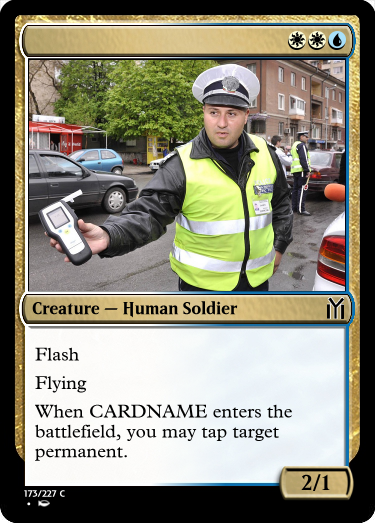 Creature — Human Soldier
Flash
Flying
When CARDNAME enters the
battlefield, you may tap target
permanent.
2/1
173/227 C